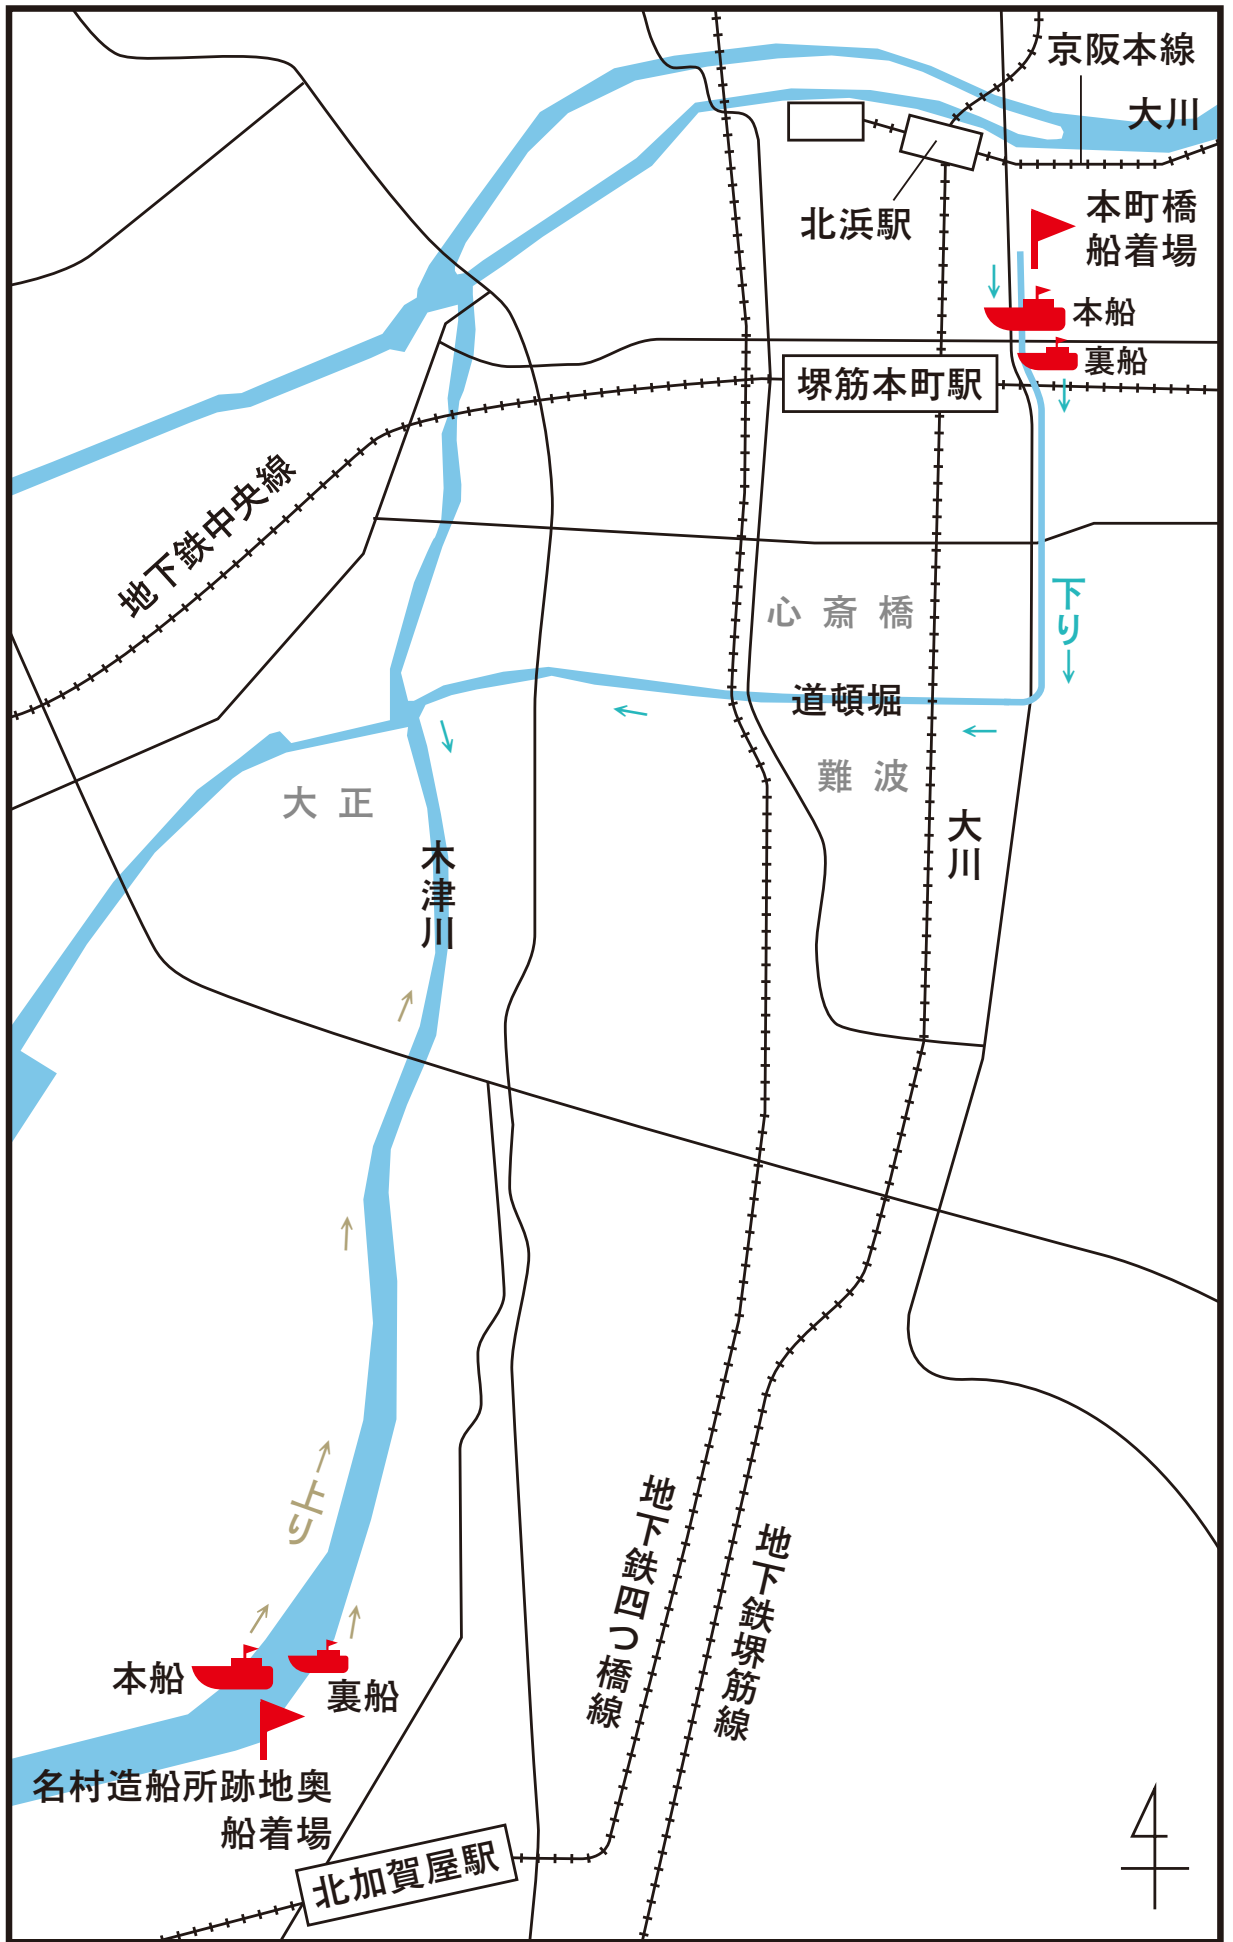 京阪本線
大川
北浜駅
本町橋
船着場
本船
裏船
堺筋本町駅
地下鉄中央線
心斎橋
下り
道頓堀
難波
大正
大川
木津川
上り
地下鉄四つ橋線
地下鉄堺筋線
本船
裏船
名村造船所跡地奥
船着場
北加賀屋駅